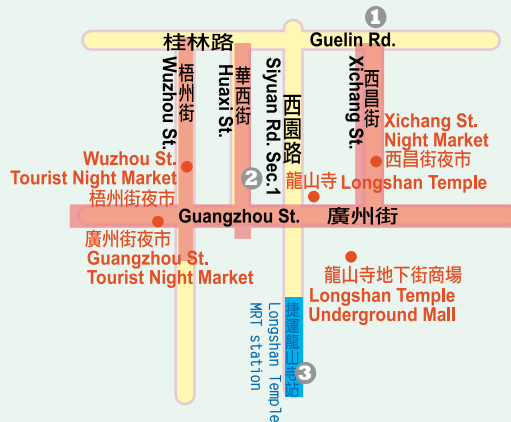 1
桂林路
Guelin Rd.
梧州街
Wuzhou St.
華西街
Huaxi St.
西園路
Siyuan Rd. Sec.1
西昌街
Xichang St.
Xichang St.
Night Market
西昌街夜市
Wuzhou St.
Tourist Night Market
梧州街夜市
2
龍山寺 Longshan Temple
Guangzhou St.
廣州街
廣州街夜市
Guangzhou St.
Tourist Night Market
龍山寺地下街商場
Longshan Temple
Underground Mall
捷運龍山寺站
Longshan Temple
MRT station
3